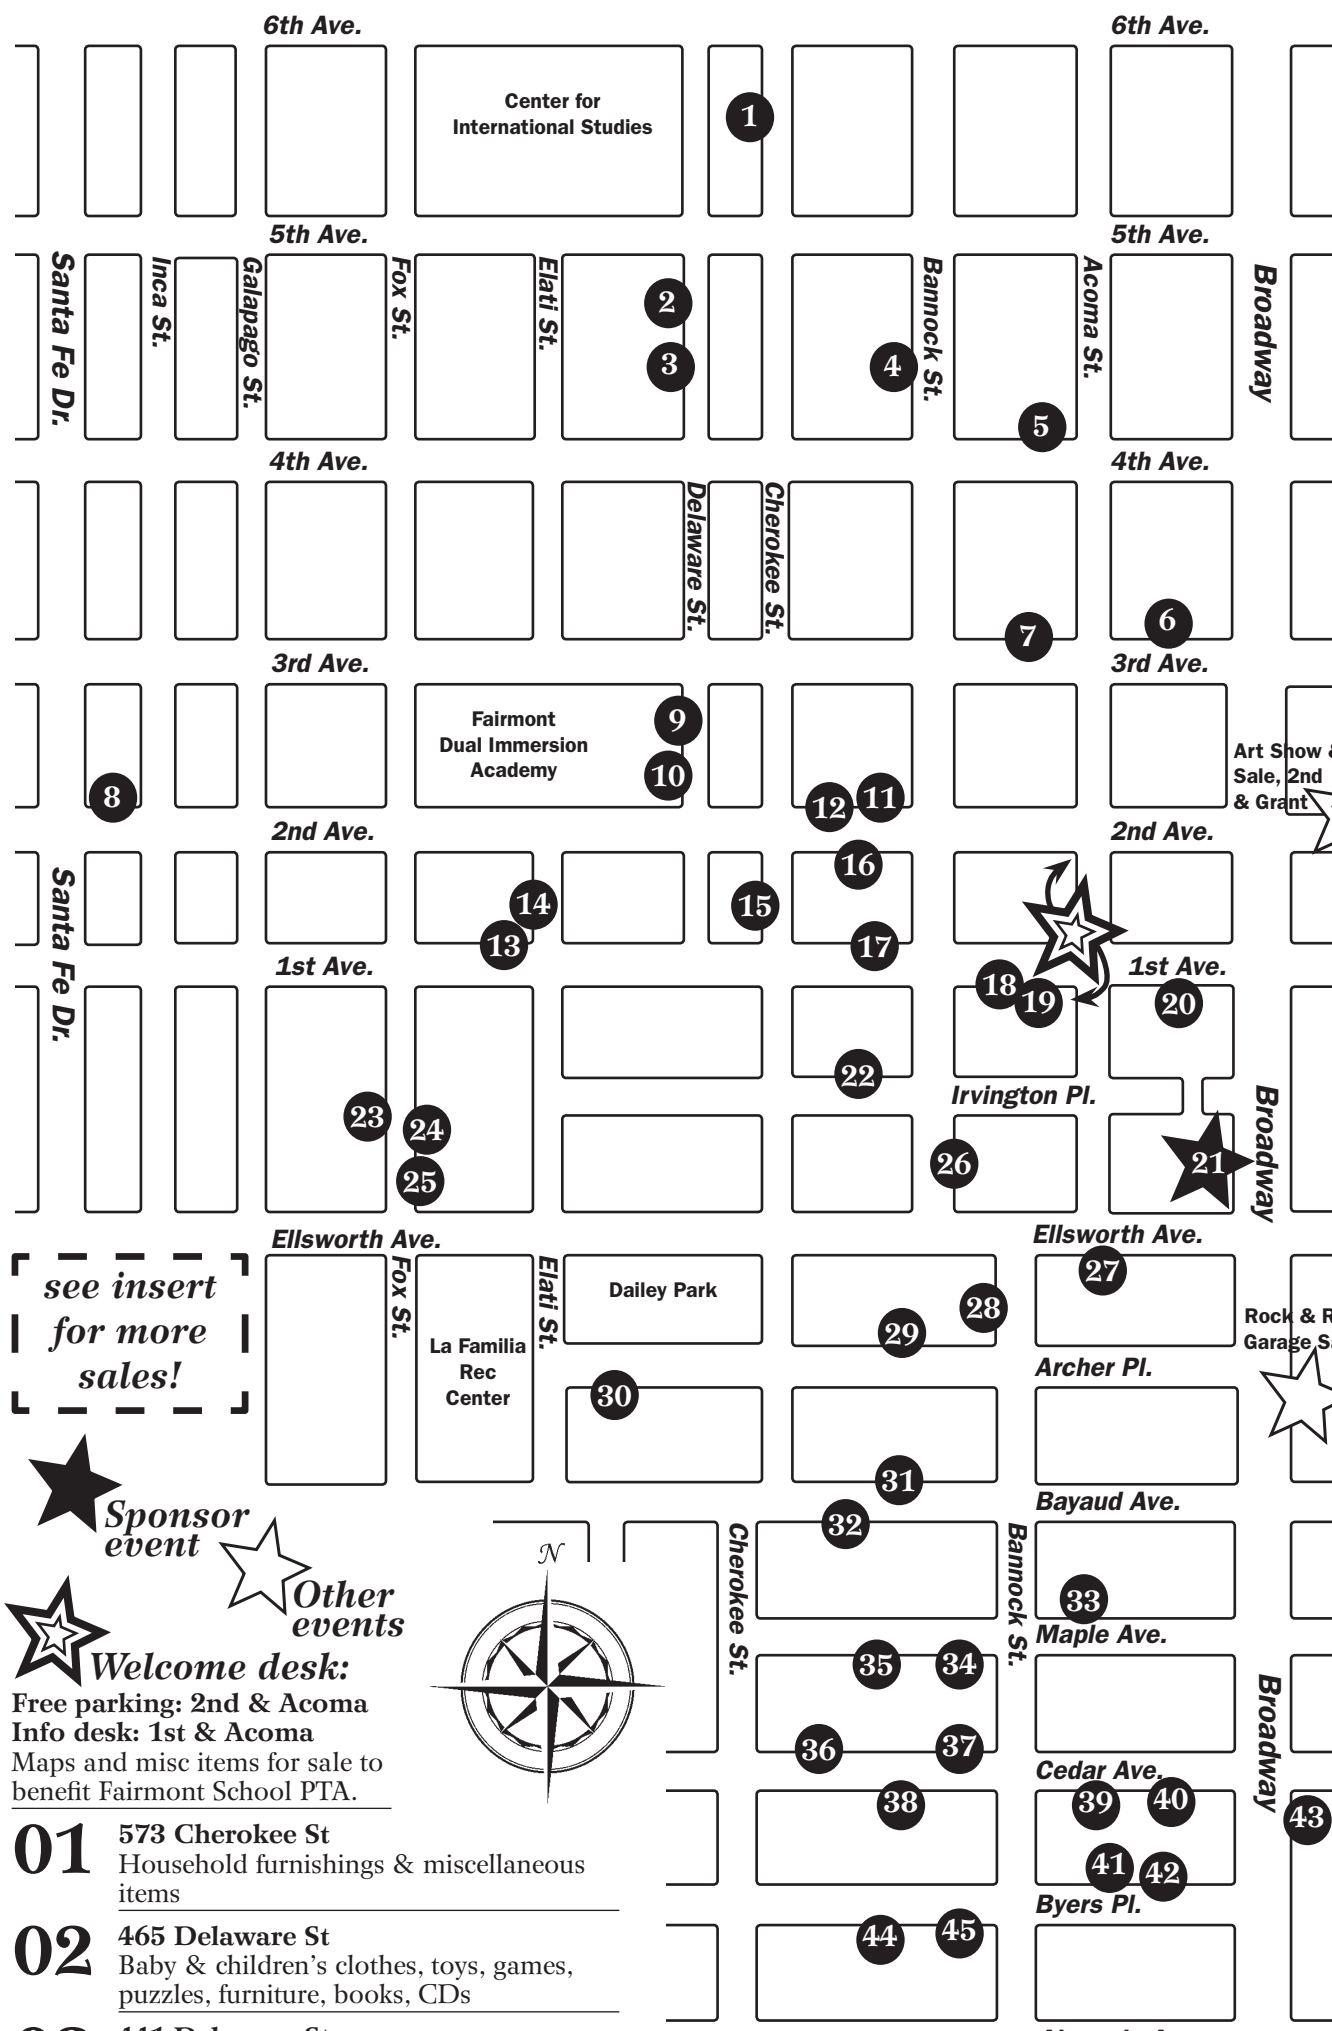 6th Ave.
6th Ave.
Center for
International Studies
1
5th Ave.
5th Ave.
Santa Fe Dr.
Inca St.
Galapago St.
Fox St.
Elati St.
2
3
4
Bannock St.
5
Acoma St.
Broadway
4th Ave.
4th Ave.
Delaware St.
Cherokee St.
7
6
3rd Ave.
3rd Ave.
Fairmont
Dual Immersion
Academy
9
10
8
12
11
Art Show &
Sale, 2nd
& Grant
2nd Ave.
2nd Ave.
Santa Fe Dr.
14
13
15
16
17
1st Ave.
1st Ave.
18
19
20
22
Irvington Pl.
23
24
25
26
21
Broadway
Ellsworth Ave.
Ellsworth Ave.
Fox St.
Elati St.
Dailey Park
27
28
29
Rock & R
Garage Sa
see insert
for more
sales!
La Familia
Rec
Center
Archer Pl.
30
31
Bayaud Ave.
32
Cherokee St.
Bannock St.
33
Maple Ave.
Sponsor
event
Other
events
N
35
34
36
37
Broadway
Cedar Ave.
38
39
40
43
41
42
Byers Pl.
44
45
Welcome desk:
Free parking: 2nd & Acoma
Info desk: 1st & Acoma
Maps and misc items for sale to
benefit Fairmont School PTA.
01 573 Cherokee St
Household furnishings & miscellaneous
items
02 465 Delaware St
Baby & children's clothes, toys, games,
puzzles, furniture, books, CDs